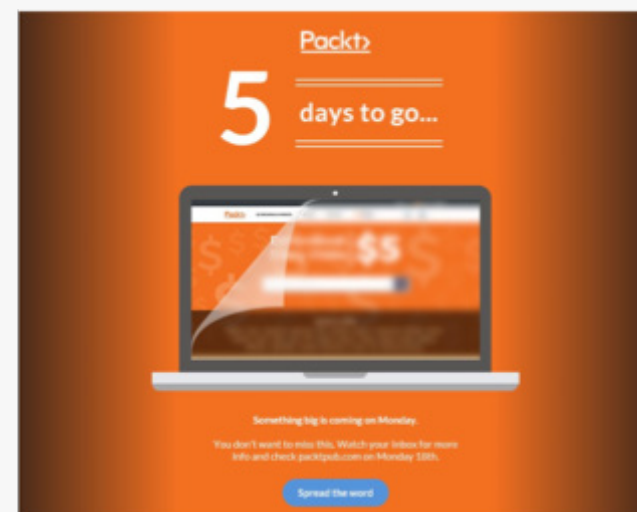 Packt>
5 days to go...
$5
Something big is coming on Monday.
You don't want to miss this. Watch your inbox for more
info and check packtpub.com on Monday 18th.
Spread the word